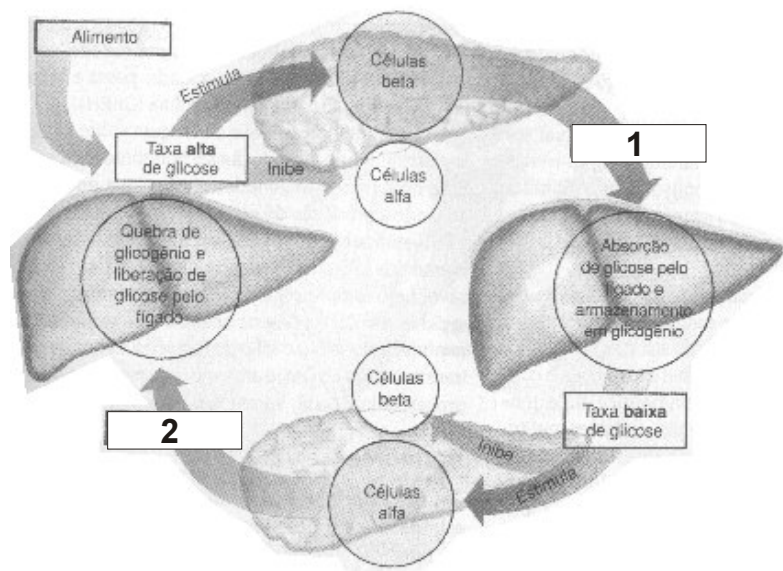 Alimento
Estimula
Células
beta
1
Taxa alta
de glicose
Inibe
Células
alfa
Quebra de
glicogênio e
liberação de
glicose pelo
fígado
Absorção
de glicose pelo
fígado e
armazenamento
em glicogênio
Células
beta
2
Taxa baixa
de glicose
Inibe
Estimula
Células
alfa